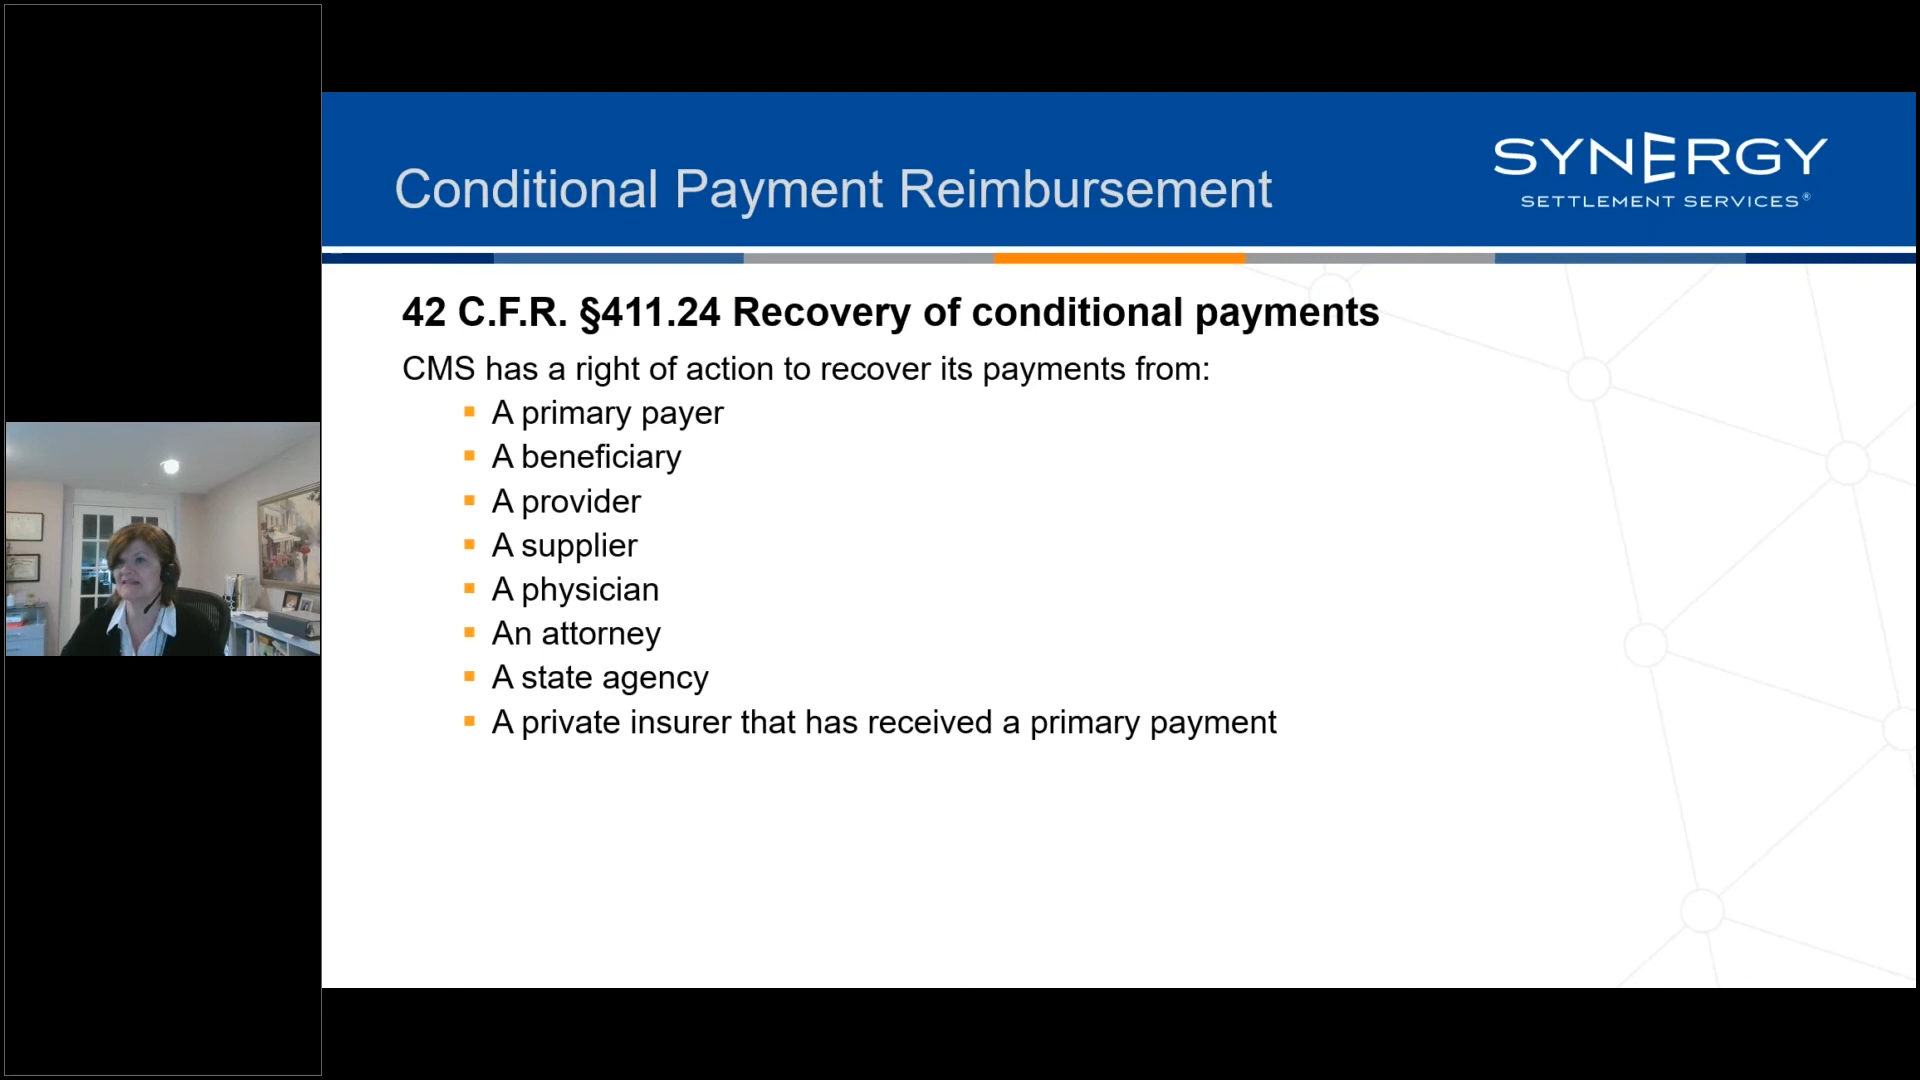 Conditional Payment Reimbursement
SYNERGY
SETTLEMENT SERVICES®
42 C.F.R. §411.24 Recovery of conditional payments
CMS has a right of action to recover its payments from:
▪ A primary payer
▪ A beneficiary
▪ A provider
▪ A supplier
▪ A physician
▪ An attorney
▪ A state agency
▪ A private insurer that has received a primary payment